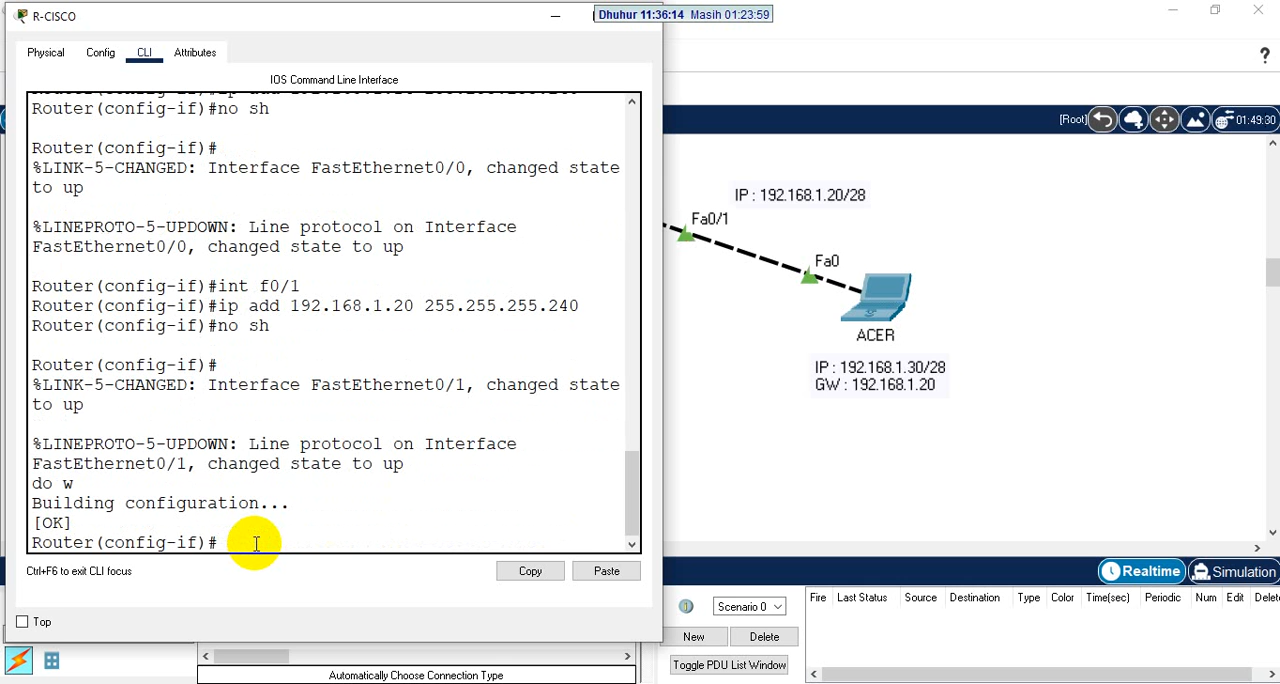 R-CISCO
Dhuhur 11:36:14 Masih 01:23:59
Physical Config CLI Attributes
IOS Command Line Interface
Router(config-if)#no sh
Router(config-if)#
%LINK-5-CHANGED: Interface FastEthernet0/0, changed state
to up
%LINEPROTO-5-UPDOWN: Line protocol on Interface
FastEthernet0/0, changed state to up
Router(config-if)#int f0/1
Router(config-if)#ip add 192.168.1.20 255.255.255.240
Router(config-if)#no sh
Router(config-if)#
%LINK-5-CHANGED: Interface FastEthernet0/1, changed state
to up
%LINEPROTO-5-UPDOWN: Line protocol on Interface
FastEthernet0/1, changed state to up
do w
Building configuration...
[OK]
Router(config-if)#
Ctrl+F6 to exit CLI focus
Copy
Paste
Top
?
[Root]
01:49:30
IP : 192.168.1.20/28
Fa0/1
Fa0
ACER
IP : 192.168.1.30/28
GW : 192.168.1.20
Realtime
Simulation
Scenario 0
New
Delete
Toggle PDU List Window
Fire Last Status Source Destination Type Color Time(sec) Periodic Num Edit
Automatically Choose Connection Type